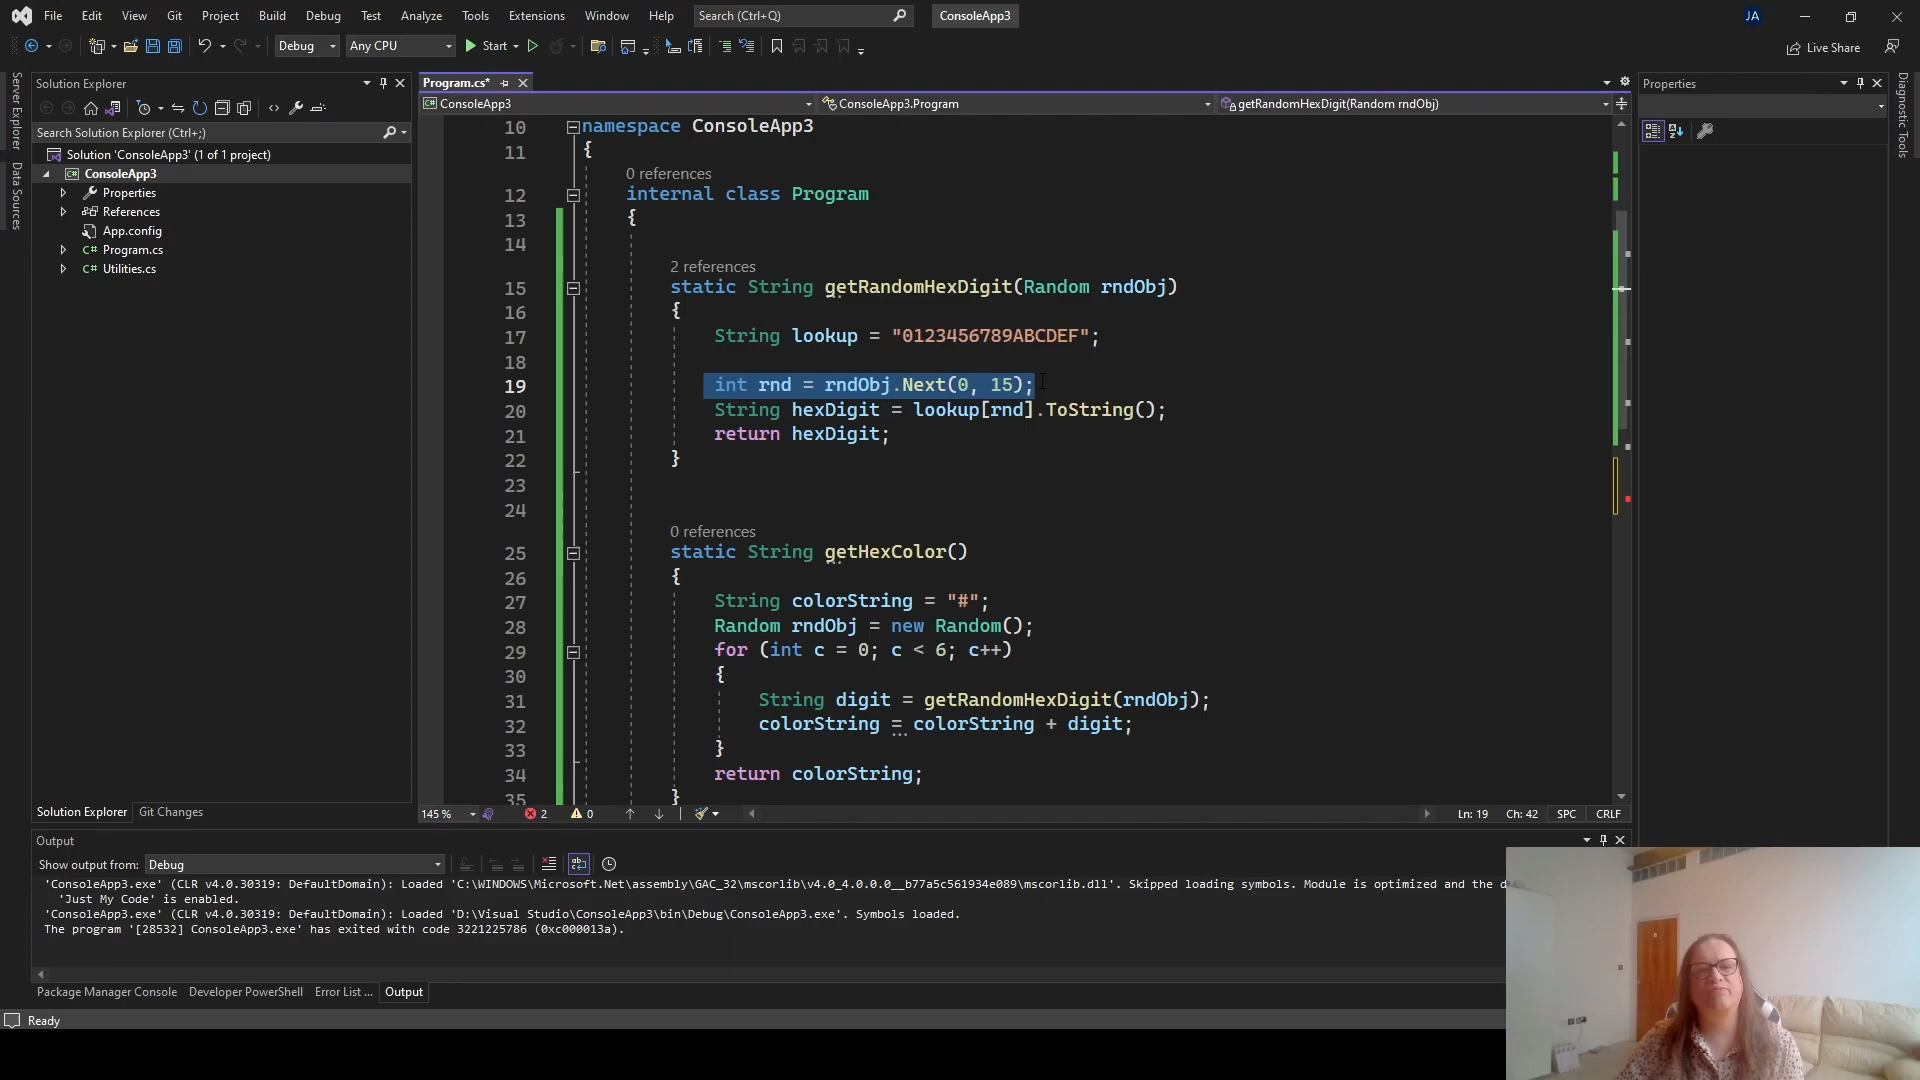 File Edit View Git Project Build Debug Test Analyze Tools Extensions Window Help Search (Ctrl+Q) ConsoleApp3 JA
Debug Any CPU Start Live Share
Server Explorer
Data Sources
Solution Explorer
Search Solution Explorer (Ctrl+;)
Solution 'ConsoleApp3' (1 of 1 project)
C# ConsoleApp3
Properties
References
App.config
C# Program.cs
C# Utilities.cs
Solution Explorer Git Changes
Program.cs*
C# ConsoleApp3 ConsoleApp3.Program getRandomHexDigit(Random rndObj)
10 namespace ConsoleApp3
11 {
0 references
12 internal class Program
13 {
14
2 references
15 static String getRandomHexDigit(Random rndObj)
16 {
17 String lookup = "0123456789ABCDEF";
18
19 int rnd = rndObj.Next(0, 15);
20 String hexDigit = lookup[rnd].ToString();
21 return hexDigit;
22 }
23
24
0 references
25 static String getHexColor()
26 {
27 String colorString = "#";
28 Random rndObj = new Random();
29 for (int c = 0; c < 6; c++)
30 {
31 String digit = getRandomHexDigit(rndObj);
32 colorString = colorString + digit;
33 }
34 return colorString;
35 }
145 % 2 0 Ln: 19 Ch: 42 SPC CRLF
Properties
Diagnostic Tools
Output
Show output from: Debug
'ConsoleApp3.exe' (CLR v4.0.30319: DefaultDomain): Loaded 'C:\WINDOWS\Microsoft.Net\assembly\GAC_32\mscorlib\v4.0_4.0.0.0__b77a5c561934e089\mscorlib.dll'. Skipped loading symbols. Module is optimized and the d
'Just My Code' is enabled.
'ConsoleApp3.exe' (CLR v4.0.30319: DefaultDomain): Loaded 'D:\Visual Studio\ConsoleApp3\bin\Debug\ConsoleApp3.exe'. Symbols loaded.
The program '[28532] ConsoleApp3.exe' has exited with code 3221225786 (0xc000013a).
Package Manager Console Developer PowerShell Error List ... Output
Ready